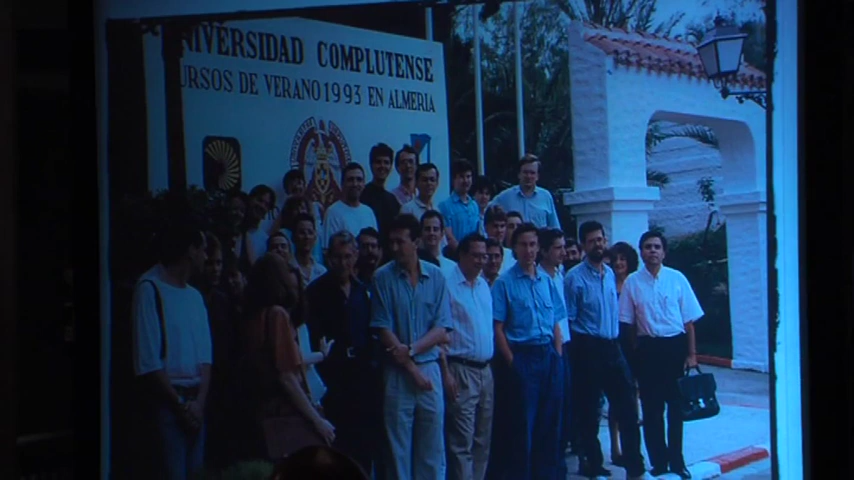 NIVERSIDAD COMPLUTENSE
URSOS DE VERANO 1993 EN ALMERIA